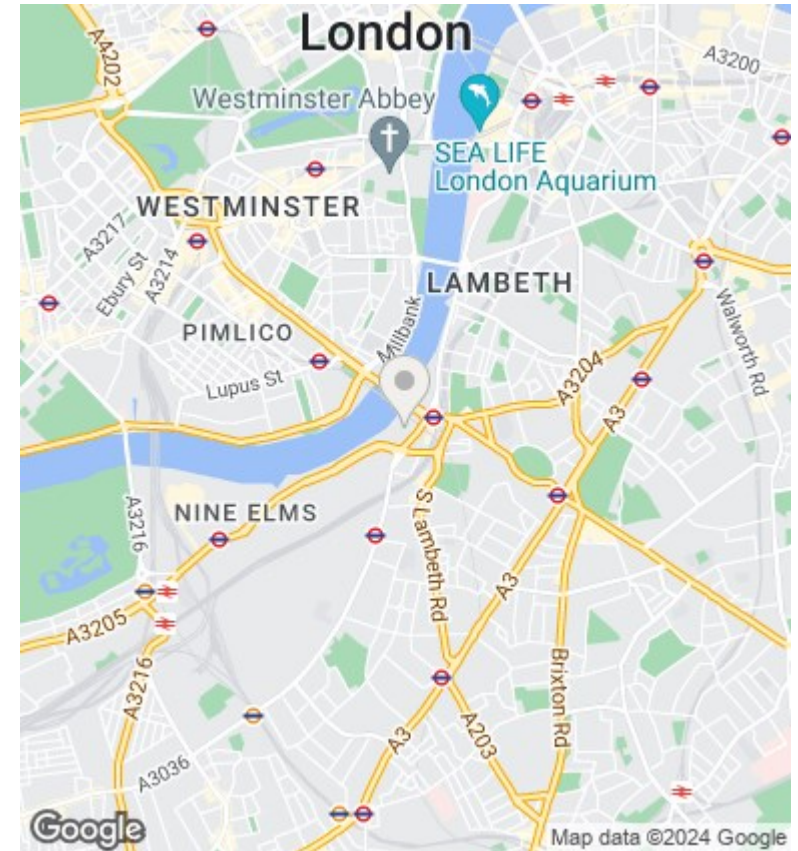 London
A4202
A3200
Westminster Abbey
SEA LIFE
London Aquarium
WESTMINSTER
A3217
Ebury St
A3214
LAMBETH
Millbank
PIMLICO
Walworth Rd
Lupus St
A3204
A3
A3216
NINE ELMS
S Lambeth Rd
A3
A3205
A3216
Brixton Rd
A3
A203
A3036
Google
Map data ©2024 Google